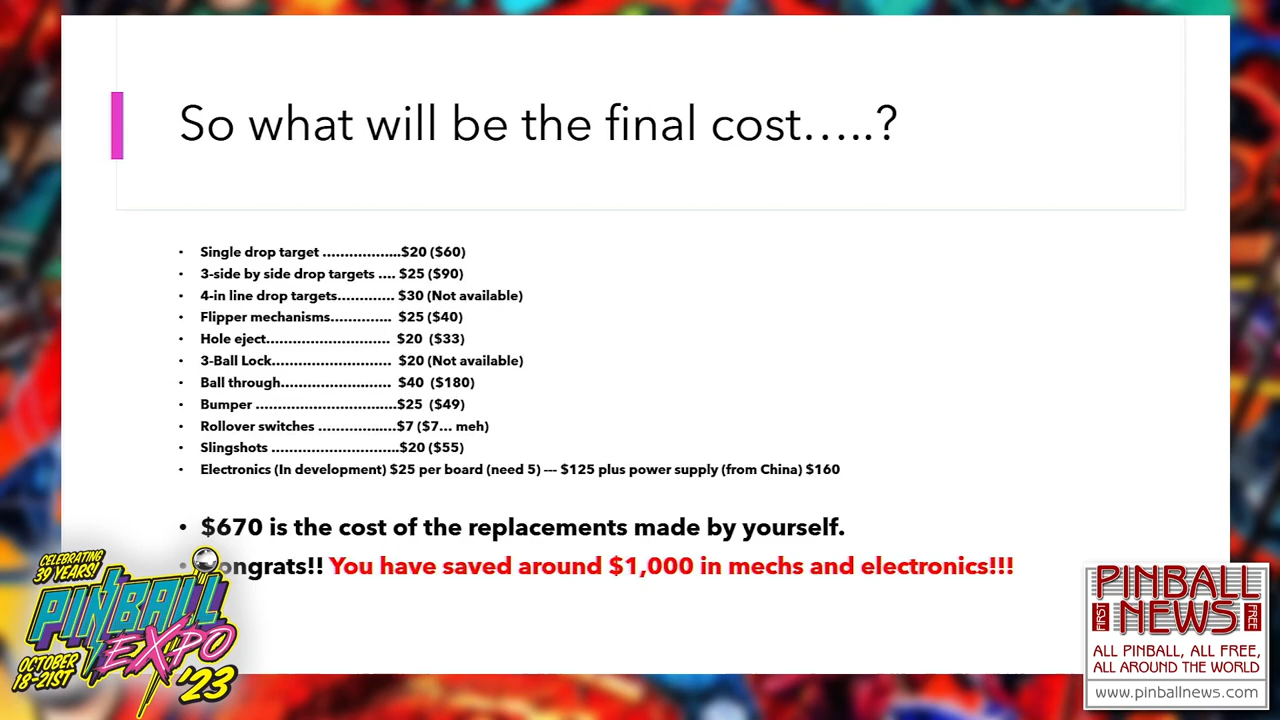 So what will be the final cost…..?
• Single drop target ………………..$20 ($60)
• 3-side by side drop targets …. $25 ($90)
• 4-in line drop targets…………. $30 (Not available)
• Flipper mechanisms………….. $25 ($40)
• Hole eject………………………. $20 ($33)
• 3-Ball Lock……………………… $20 (Not available)
• Ball through……………………. $40 ($180)
• Bumper …………………………..$25 ($49)
• Rollover switches …………..…$7 ($7… meh)
• Slingshots ………………………..$20 ($55)
• Electronics (In development) $25 per board (need 5) --- $125 plus power supply (from China) $160
• $670 is the cost of the replacements made by yourself.
• Congrats!! You have saved around $1,000 in mechs and electronics!!!
CELEBRATING
39 YEARS!
PINBALL
EXPO
OCTOBER
18-21ST
'23
PINBALL
FIRST NEWS FREE
ALL PINBALL, ALL FREE,
ALL AROUND THE WORLD
www.pinballnews.com